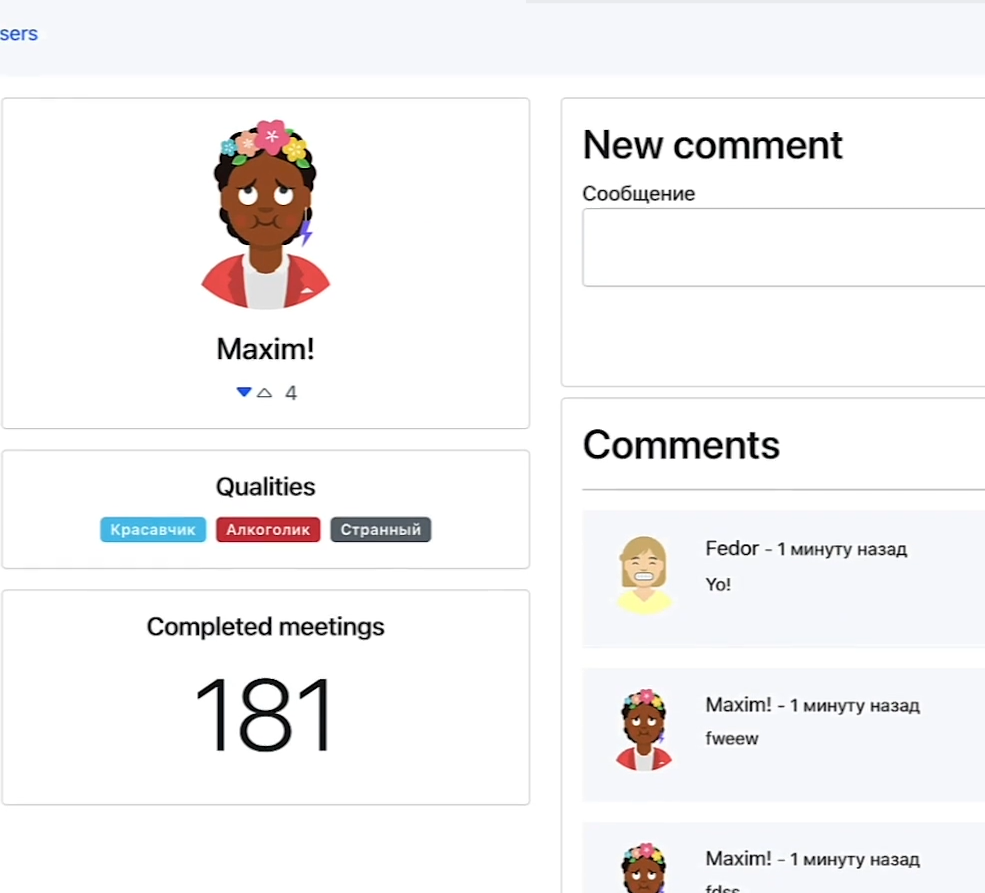 sers
Maxim!
4
Qualities
Красавчик Алкоголик Странный
Completed meetings
181
New comment
Сообщение
Comments
Fedor - 1 минуту назад
Yo!
Maxim! - 1 минуту назад
fweew
Maxim! - 1 минуту назад
fdss